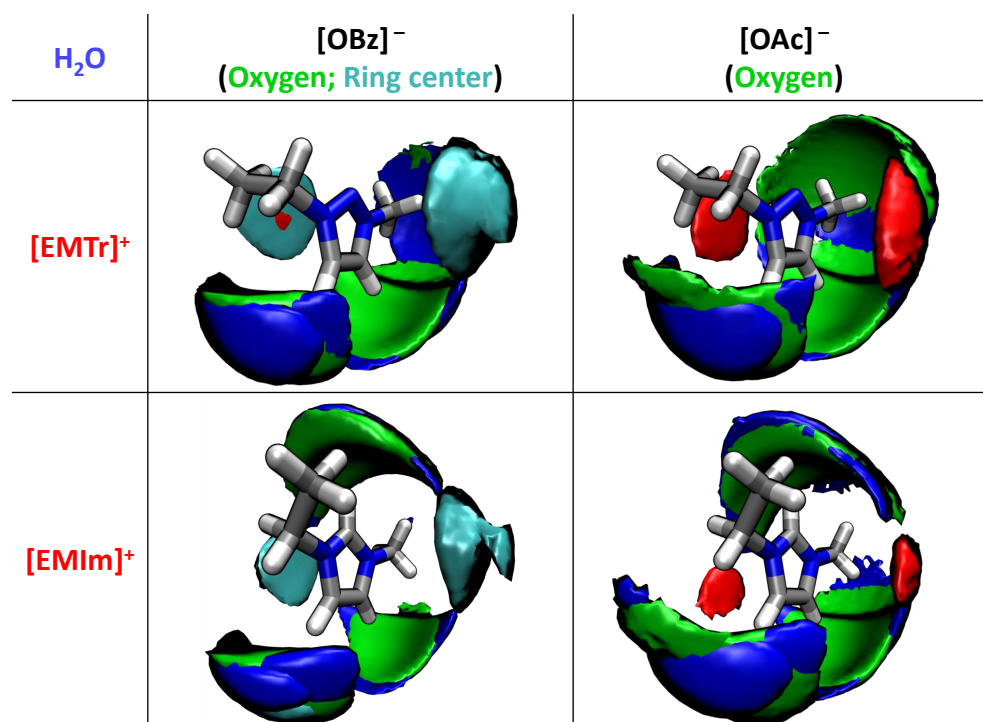 H₂O
[OBz]⁻
(Oxygen; Ring center)
[OAc]⁻
(Oxygen)
[EMTr]⁺
[EMIm]⁺